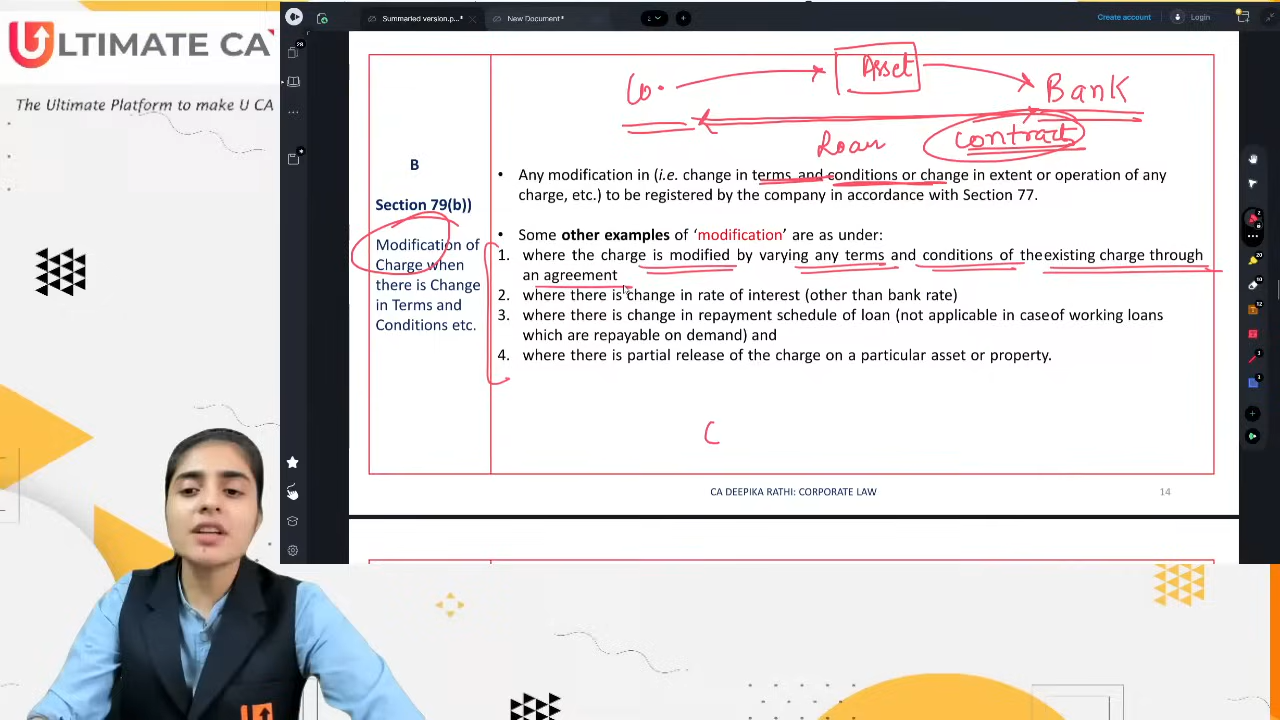 ULTIMATE CA
The Ultimate Platform to make U CA
Summaried version.p...*
New Document*
Create account
Login
Co.
Asset
Bank
Loan
Contract
B
Section 79(b))
Modification of
Charge when
there is Change
in Terms and
Conditions etc.
• Any modification in (i.e. change in terms and conditions or change in extent or operation of any
charge, etc.) to be registered by the company in accordance with Section 77.
• Some other examples of 'modification' are as under:
1. where the charge is modified by varying any terms and conditions of theexisting charge through
an agreement
2. where there is change in rate of interest (other than bank rate)
3. where there is change in repayment schedule of loan (not applicable in caseof working loans
which are repayable on demand) and
4. where there is partial release of the charge on a particular asset or property.
C
CA DEEPIKA RATHI: CORPORATE LAW
14